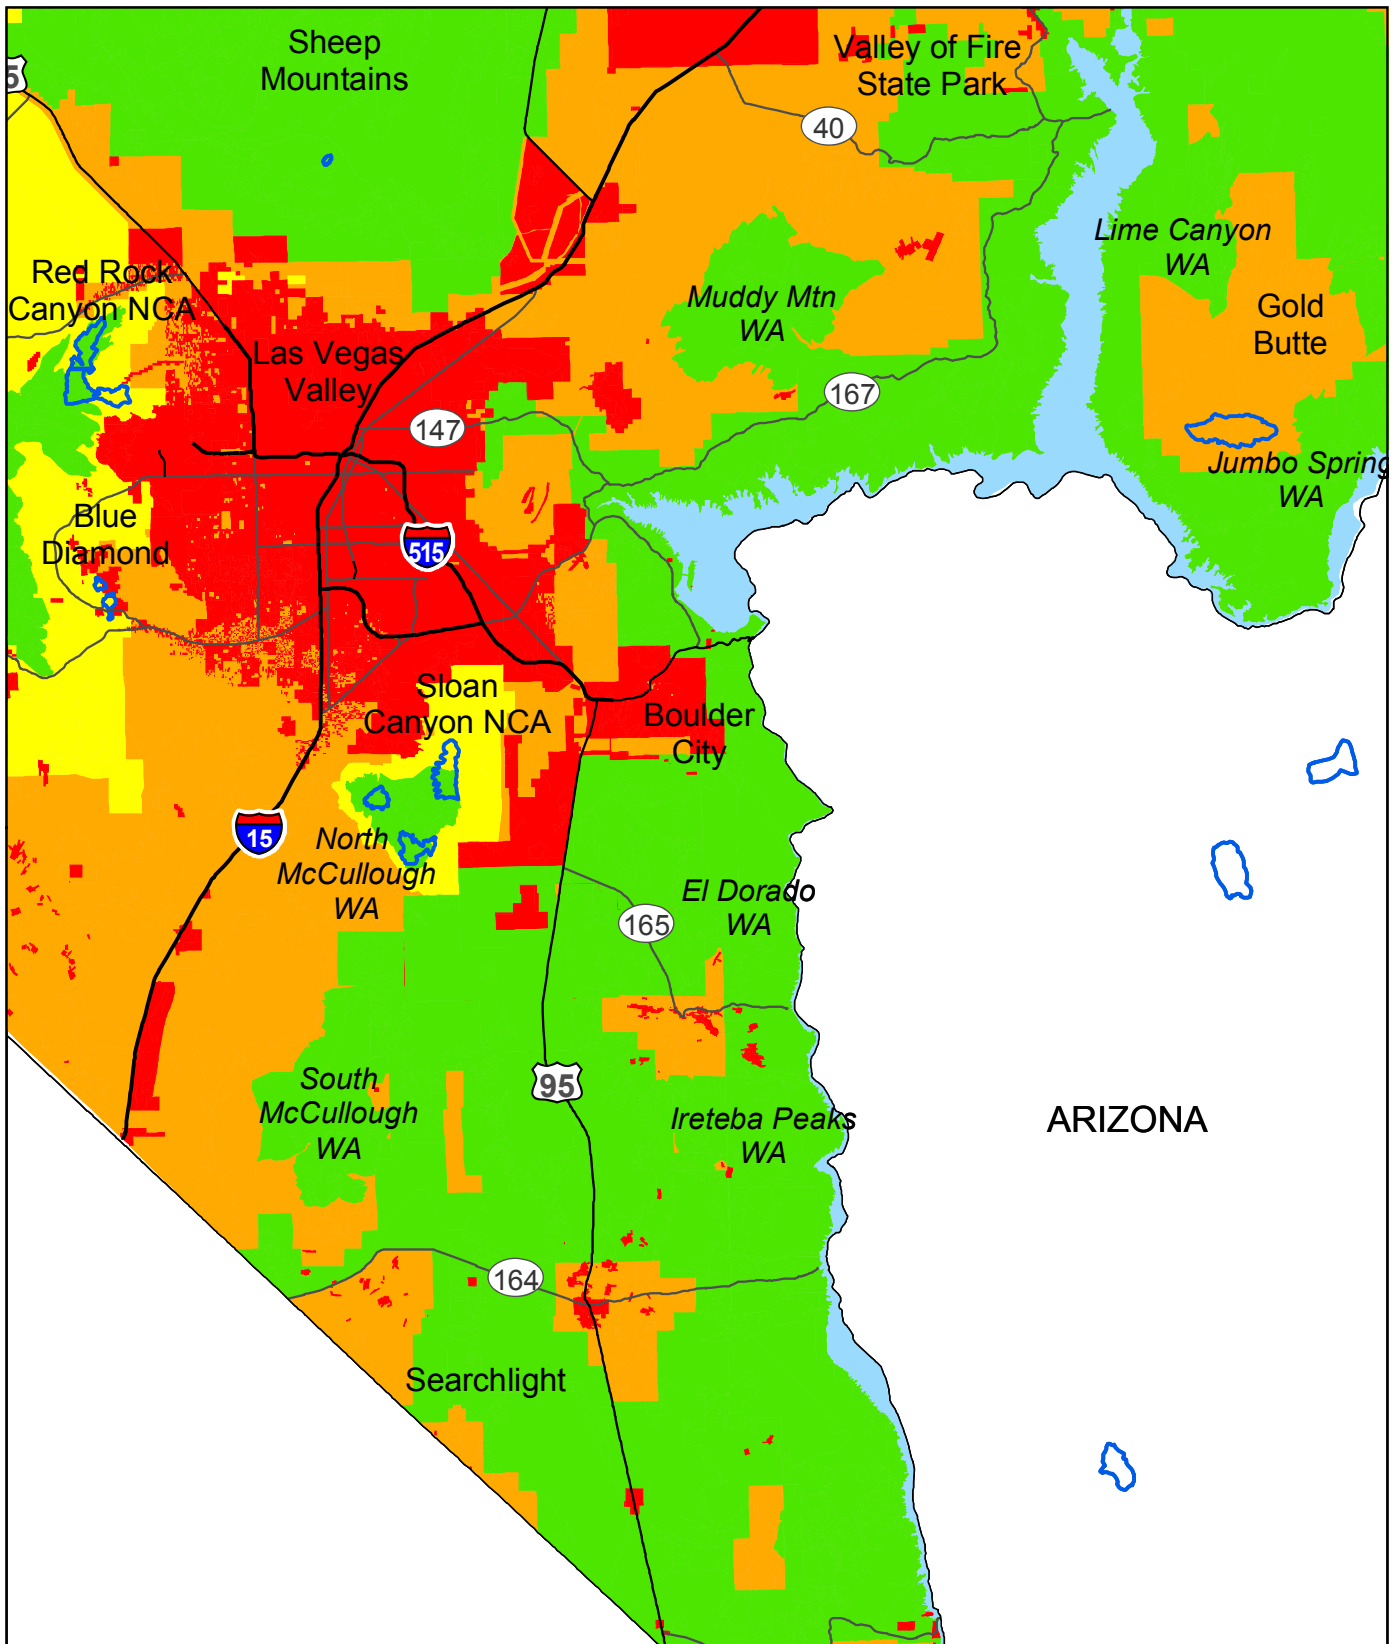 Sheep
Mountains
Valley of Fire
State Park
5
40
Lime Canyon
WA
Red Rock
Canyon NCA
Muddy Mtn
WA
Gold
Butte
Las Vegas
Valley
167
147
Jumbo Spring
WA
Blue
Diamond
515
Sloan
Canyon NCA
Boulder
City
15
North
McCullough
WA
El Dorado
WA
165
South
McCullough
WA
95
Ireteba Peaks
WA
ARIZONA
164
Searchlight